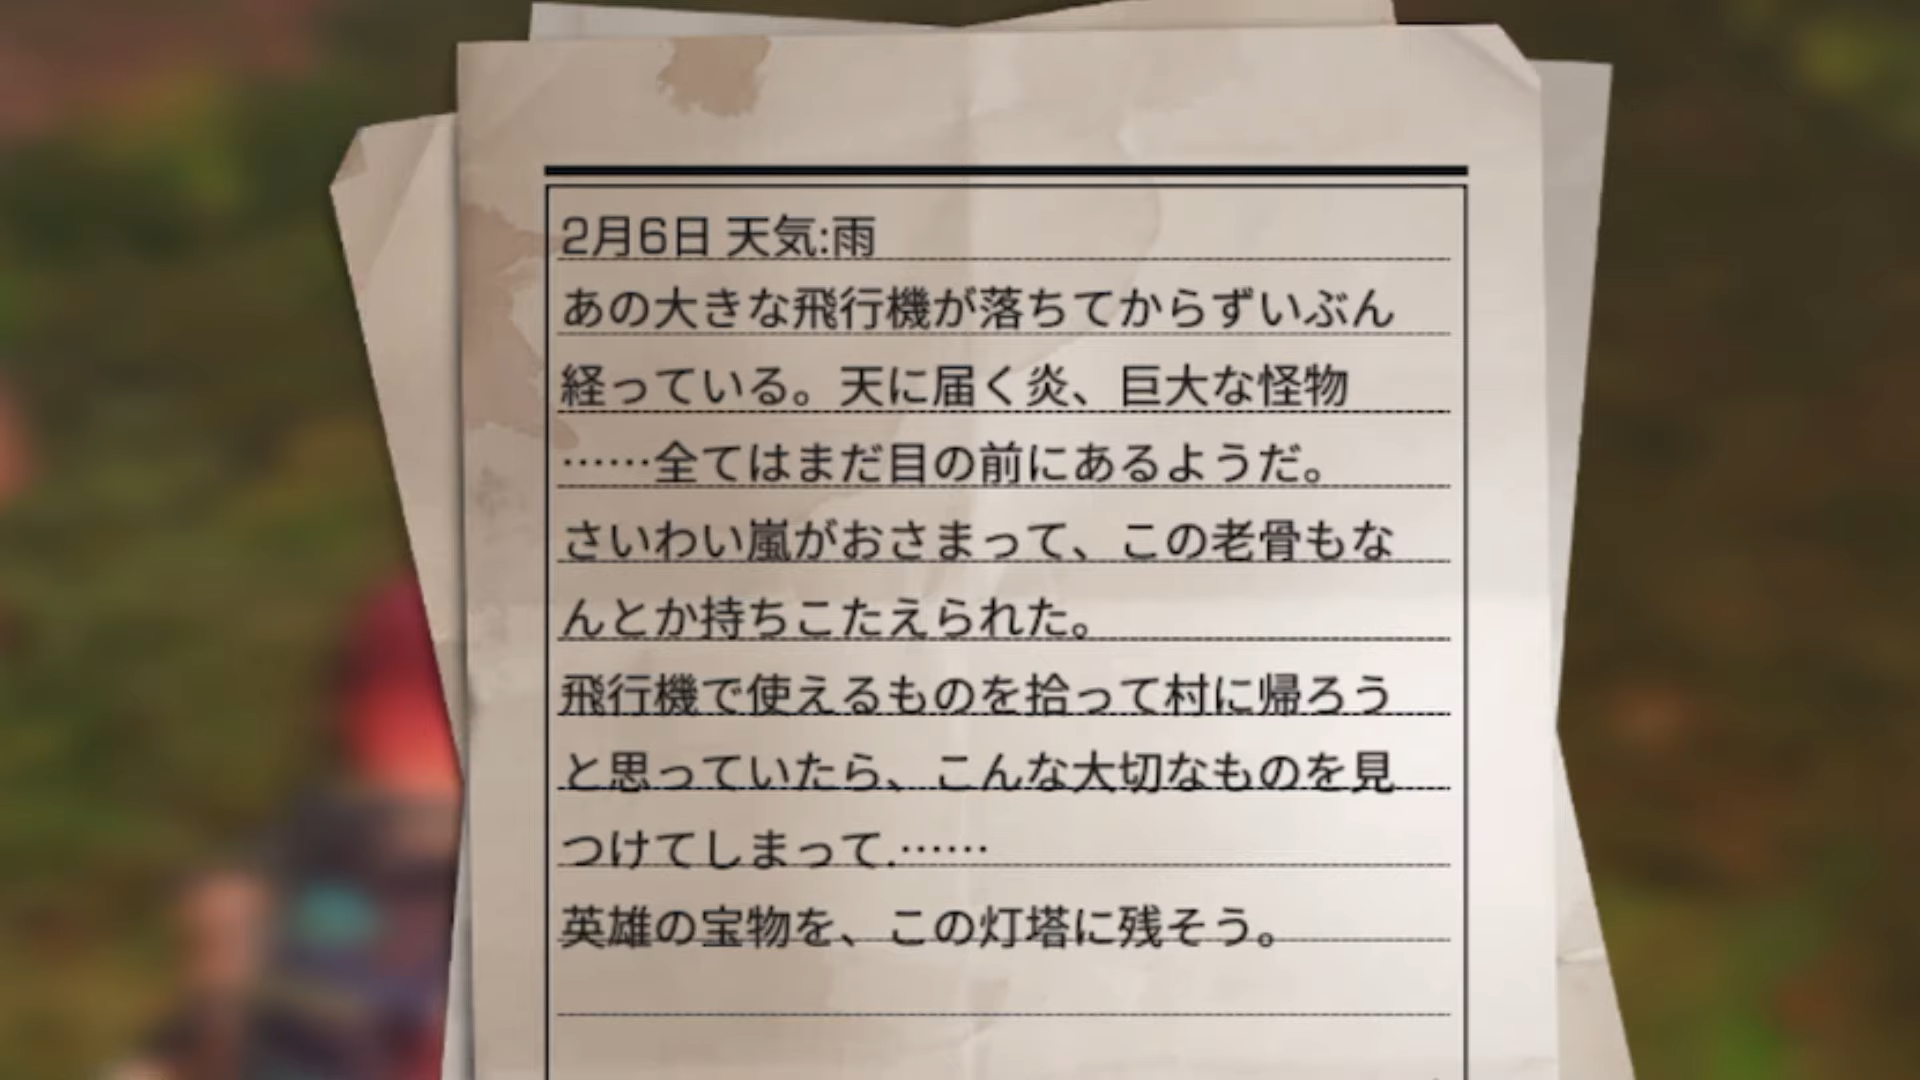 2月6日 天気:雨
あの大きな飛行機が落ちてからずいぶん
経っている。天に届く炎、巨大な怪物
……全てはまだ目の前にあるようだ。
さいわい嵐がおさまって、この老骨もな
んとか持ちこたえられた。
飛行機で使えるものを拾って村に帰ろう
と思っていたら、こんな大切なものを見
つけてしまって.……
英雄の宝物を、この灯塔に残そう。